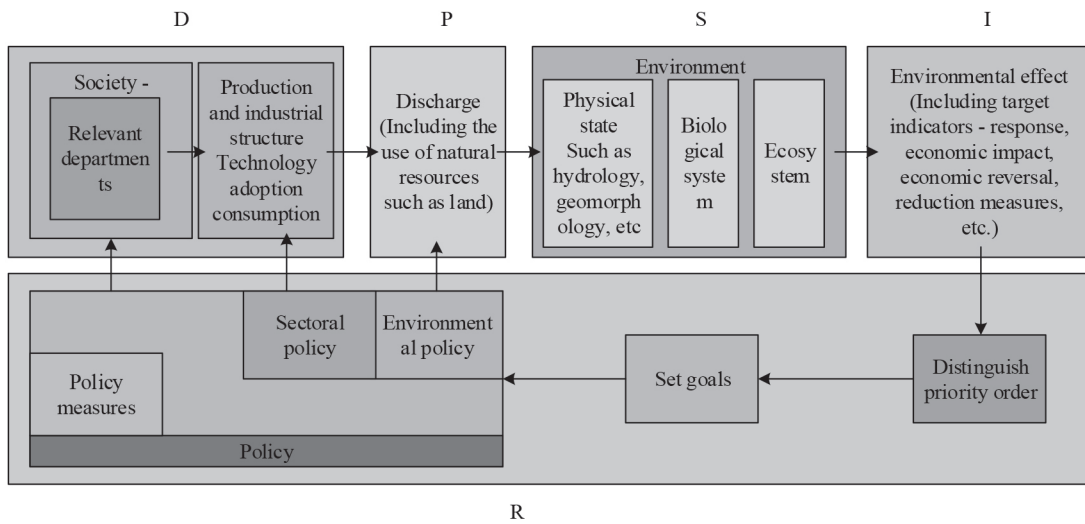 D
P
S
I
Society -
Relevant
departmen
ts
Production
and industrial
structure
Technology
adoption
consumption
Discharge
(Including the
use of natural
resources
such as land)
Environment
Physical
state
Such as
hydrology,
geomorph
ology, etc
Biolo
gical
syste
m
Ecosy
stem
Environmental effect
(Including target
indicators - response,
economic impact,
economic reversal,
reduction measures,
etc.)
Sectoral
policy
Environment
al policy
Policy
measures
Policy
Set goals
Distinguish
priority order
R